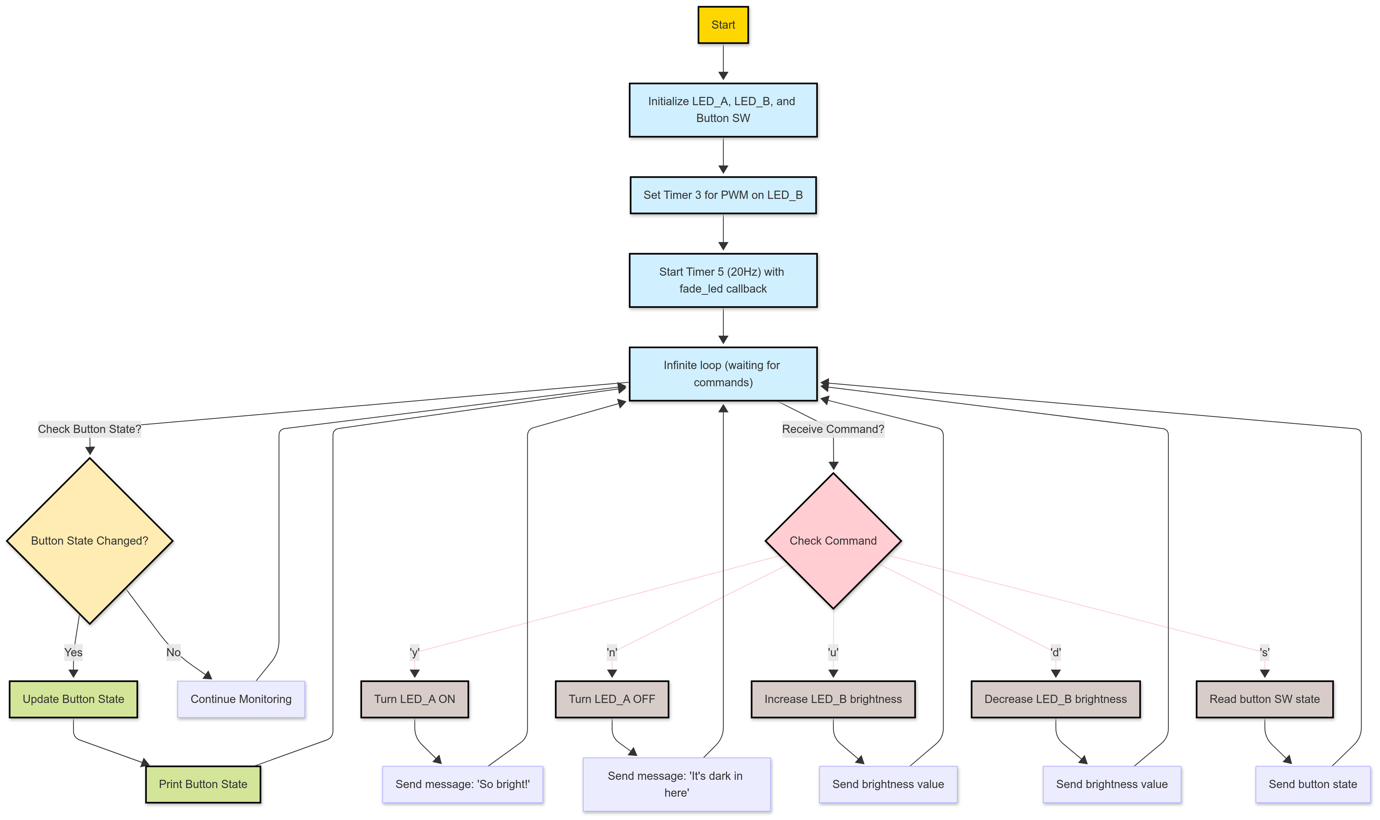 Start
Initialize LED_A, LED_B, and
Button SW
Set Timer 3 for PWM on LED_B
Start Timer 5 (20Hz) with
fade_led callback
Infinite loop (waiting for
commands)
Check Button State?
Receive Command?
Button State Changed?
Check Command
Yes
No
'y'
'n'
'u'
'd'
's'
Update Button State
Continue Monitoring
Turn LED_A ON
Turn LED_A OFF
Increase LED_B brightness
Decrease LED_B brightness
Read button SW state
Print Button State
Send message: 'So bright!'
Send message: 'It's dark in
here'
Send brightness value
Send brightness value
Send button state